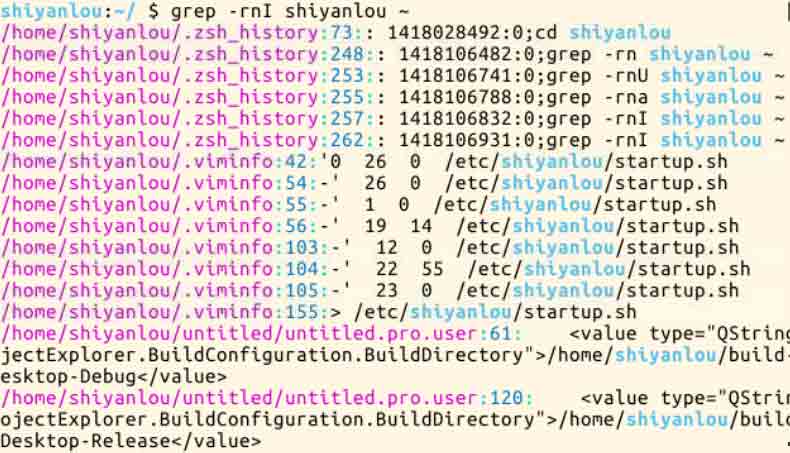 shiyanlou:~/ $ grep -rnI shiyanlou ~
/home/shiyanlou/.zsh_history:73:: 1418028492:0;cd shiyanlou
/home/shiyanlou/.zsh_history:248:: 1418106482:0;grep -rn shiyanlou ~
/home/shiyanlou/.zsh_history:253:: 1418106741:0;grep -rnU shiyanlou ~
/home/shiyanlou/.zsh_history:255:: 1418106788:0;grep -rna shiyanlou ~
/home/shiyanlou/.zsh_history:257:: 1418106832:0;grep -rnI shiyanlou ~
/home/shiyanlou/.zsh_history:262:: 1418106931:0;grep -rnI shiyanlou ~
/home/shiyanlou/.viminfo:42:'0  26  0  /etc/shiyanlou/startup.sh
/home/shiyanlou/.viminfo:54:-'  26  0  /etc/shiyanlou/startup.sh
/home/shiyanlou/.viminfo:55:-'  1  0  /etc/shiyanlou/startup.sh
/home/shiyanlou/.viminfo:56:-'  19  14  /etc/shiyanlou/startup.sh
/home/shiyanlou/.viminfo:103:-'  12  0  /etc/shiyanlou/startup.sh
/home/shiyanlou/.viminfo:104:-'  22  55  /etc/shiyanlou/startup.sh
/home/shiyanlou/.viminfo:105:-'  23  0  /etc/shiyanlou/startup.sh
/home/shiyanlou/.viminfo:155:> /etc/shiyanlou/startup.sh
/home/shiyanlou/untitled/untitled.pro.user:61:    <value type="QString
jectExplorer.BuildConfiguration.BuildDirectory">/home/shiyanlou/build-
esktop-Debug</value>
/home/shiyanlou/untitled/untitled.pro.user:120:    <value type="QStrin
ojectExplorer.BuildConfiguration.BuildDirectory">/home/shiyanlou/build
Desktop-Release</value>